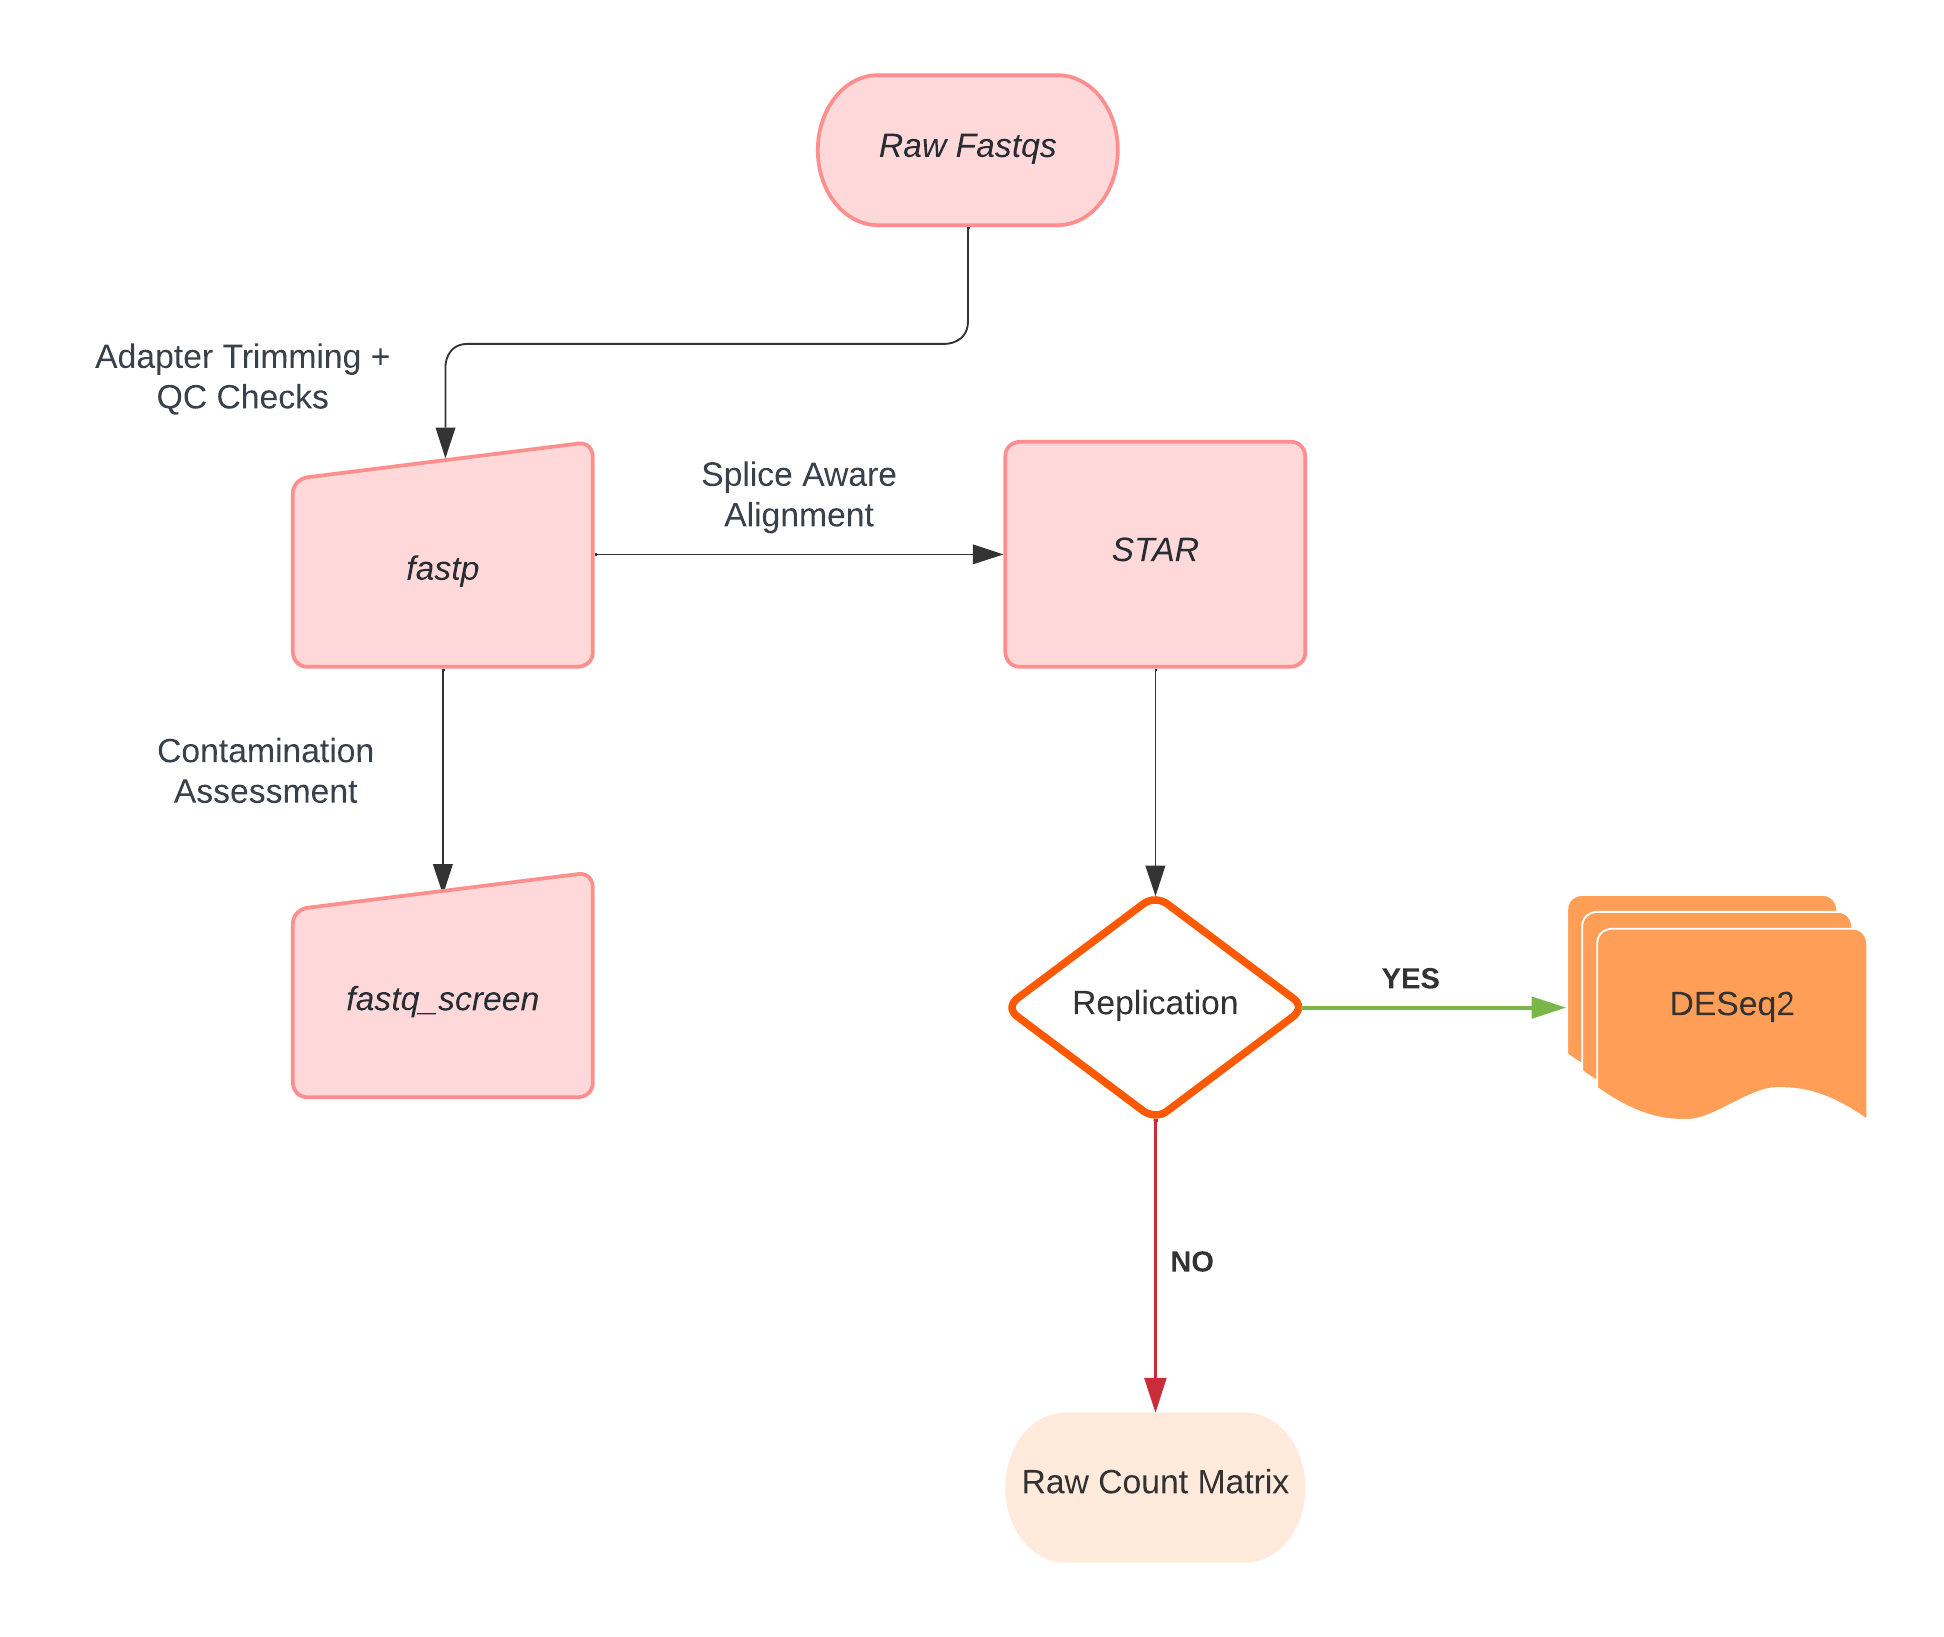 Raw Fastqs
Adapter Trimming +
QC Checks
fastp
Splice Aware
Alignment
STAR
Contamination
Assessment
fastq_screen
Replication
YES
DESeq2
NO
Raw Count Matrix